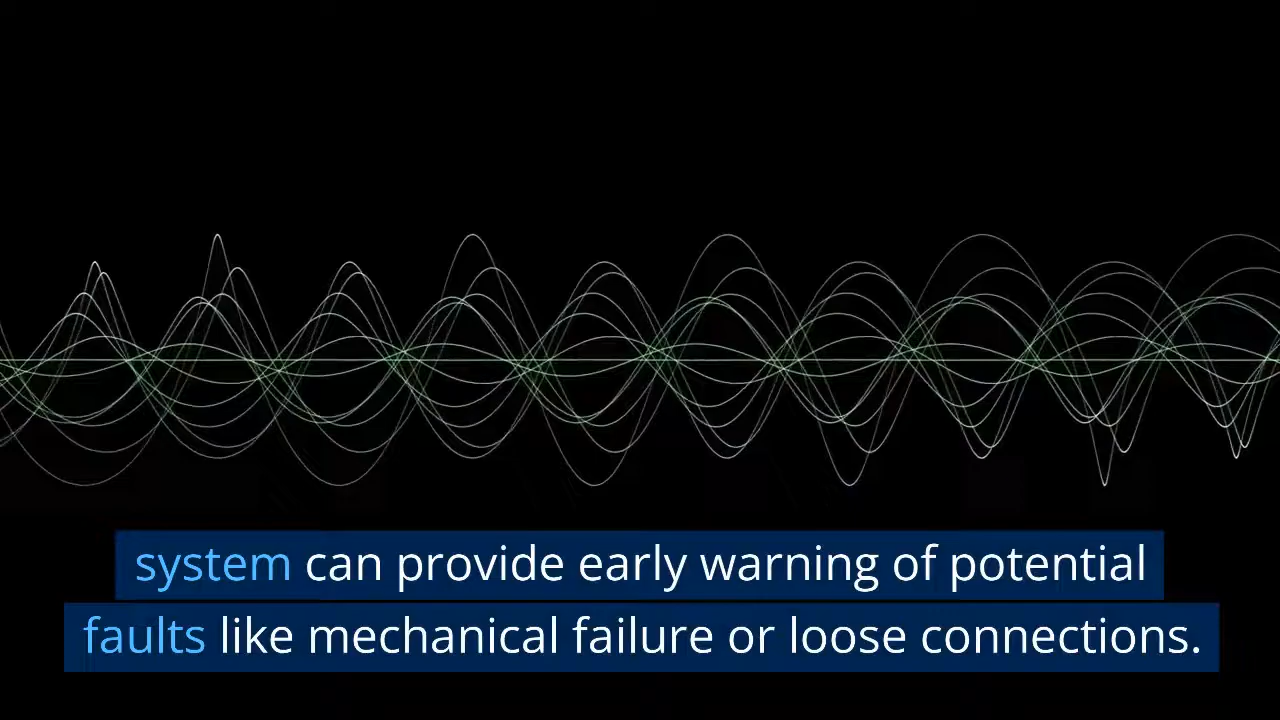 system can provide early warning of potential
faults like mechanical failure or loose connections.